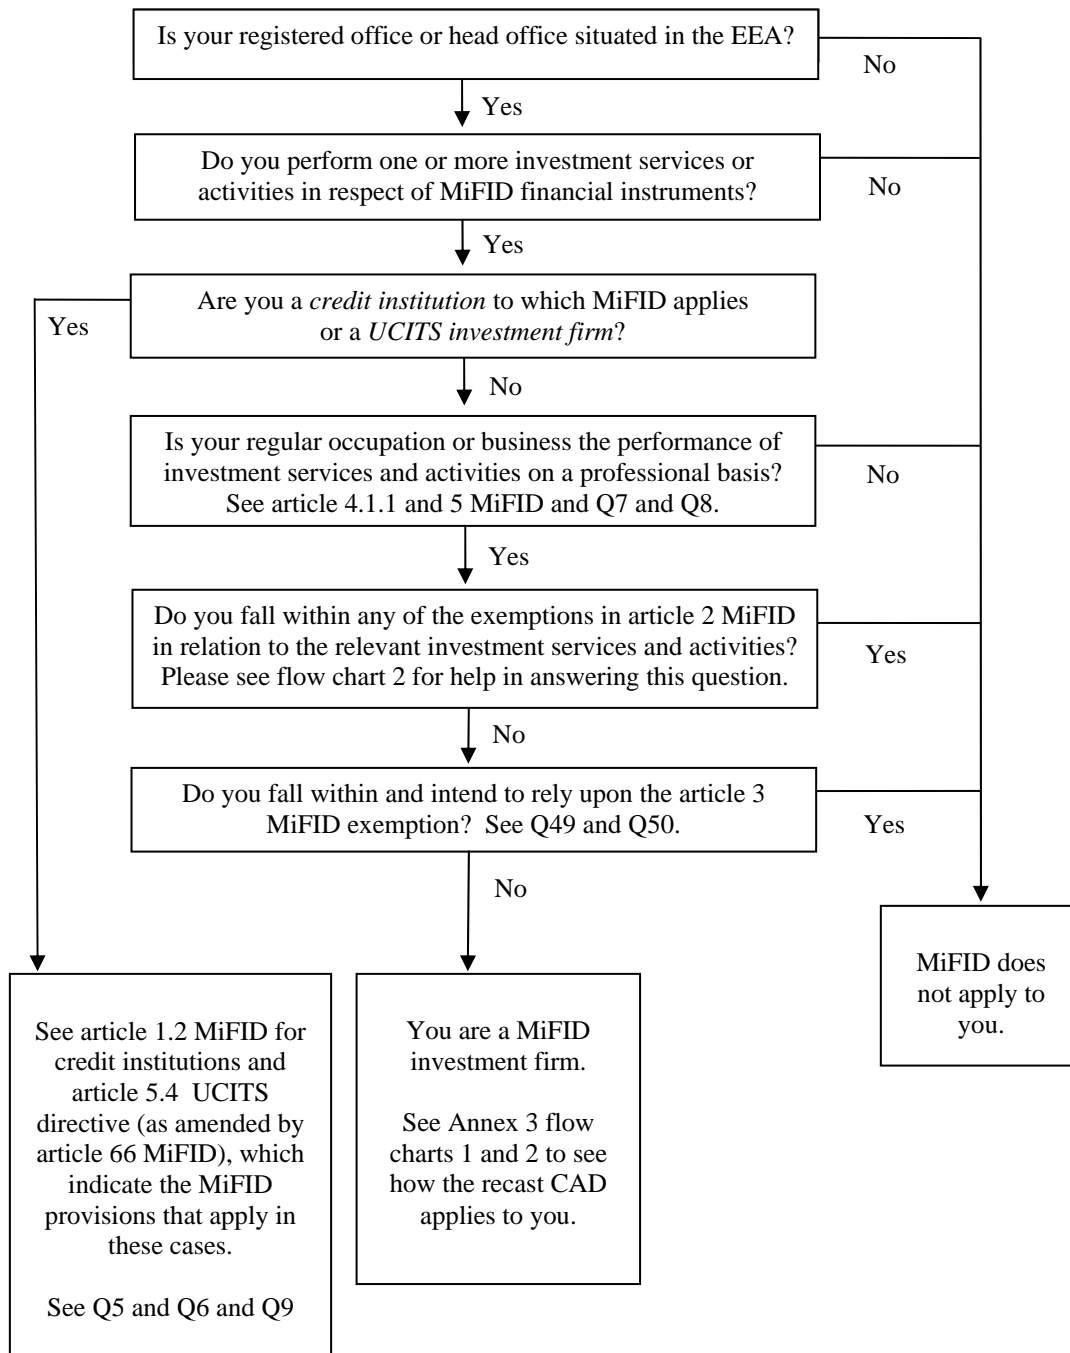 Is your registered office or head office situated in the EEA?
No
Yes
Do you perform one or more investment services or
activities in respect of MiFID financial instruments?
No
Yes
Are you a credit institution to which MiFID applies
or a UCITS investment firm?
Yes
No
Is your regular occupation or business the performance of
investment services and activities on a professional basis?
See article 4.1.1 and 5 MiFID and Q7 and Q8.
No
Yes
Do you fall within any of the exemptions in article 2 MiFID
in relation to the relevant investment services and activities?
Please see flow chart 2 for help in answering this question.
Yes
No
Do you fall within and intend to rely upon the article 3
MiFID exemption? See Q49 and Q50.
Yes
No
See article 1.2 MiFID for
credit institutions and
article 5.4 UCITS
directive (as amended by
article 66 MiFID), which
indicate the MiFID
provisions that apply in
these cases.
See Q5 and Q6 and Q9
You are a MiFID
investment firm.
See Annex 3 flow
charts 1 and 2 to see
how the recast CAD
applies to you.
MiFID does
not apply to
you.